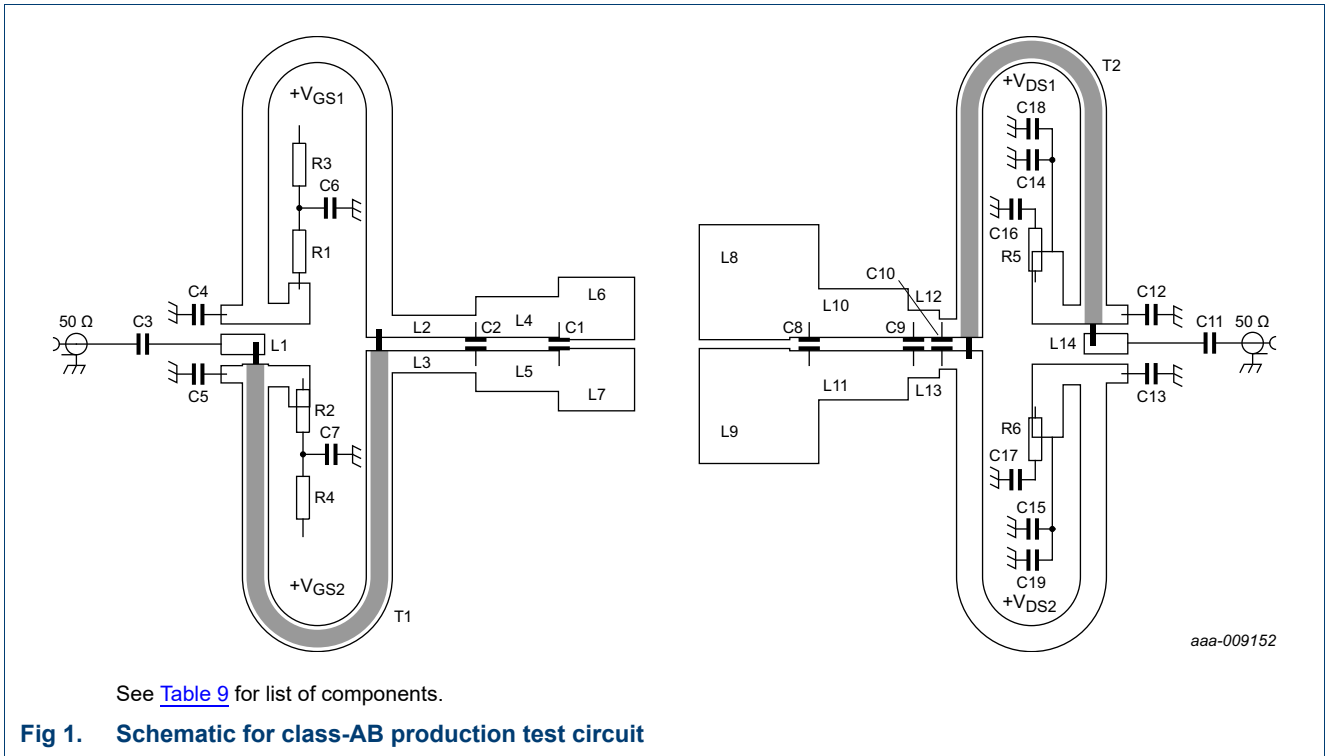 +VGS1
R3
C6
R1
C4
50 Ω
C3
L1
C5
R2
C7
R4
+VGS2
T1
L2
L3
C2
L4
L5
C1
L6
L7
T2
+VDS1
C18
C14
C16
R5
L8
C10
L10
L12
C8
C9
C12
C11
50 Ω
L14
C13
L11
L13
L9
R6
C17
C15
C19
+VDS2
aaa-009152
See Table 9 for list of components.
Fig 1. Schematic for class-AB production test circuit